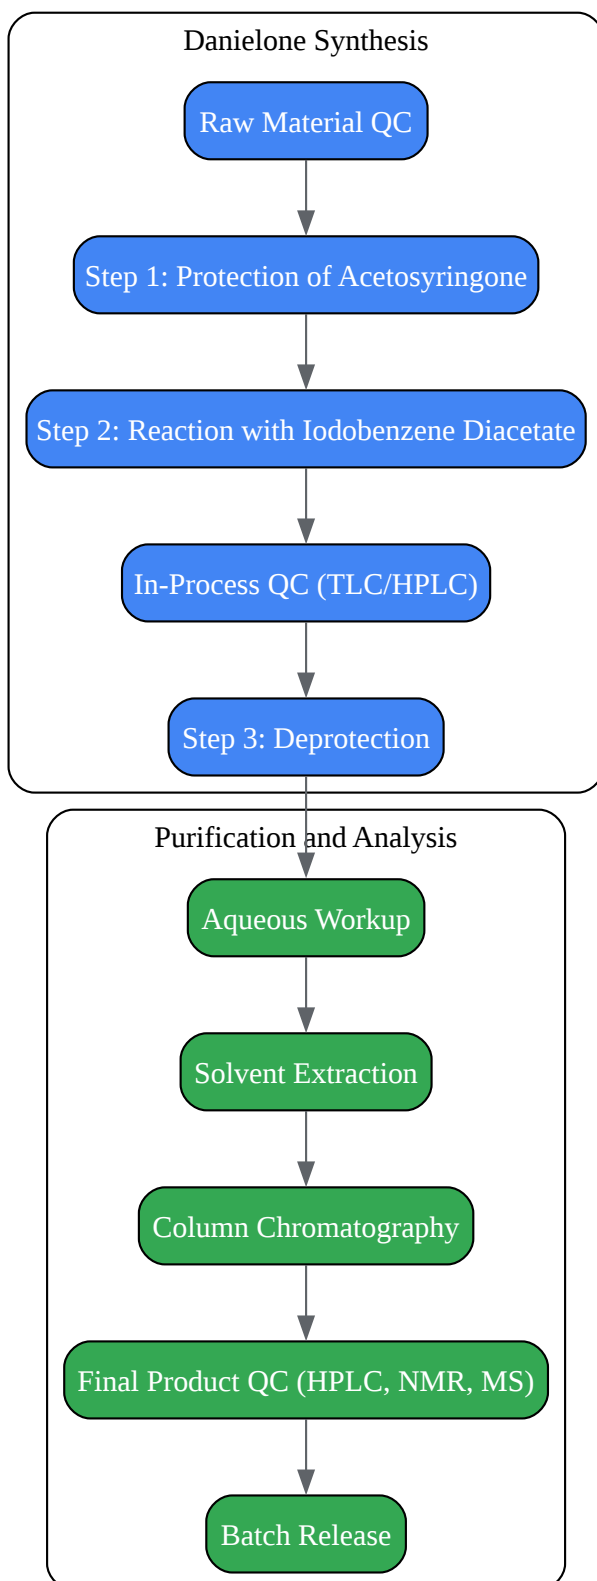 Danielone Synthesis
Raw Material QC
Step 1: Protection of Acetosyringone
Step 2: Reaction with Iodobenzene Diacetate
In-Process QC (TLC/HPLC)
Step 3: Deprotection
Purification and Analysis
Aqueous Workup
Solvent Extraction
Column Chromatography
Final Product QC (HPLC, NMR, MS)
Batch Release